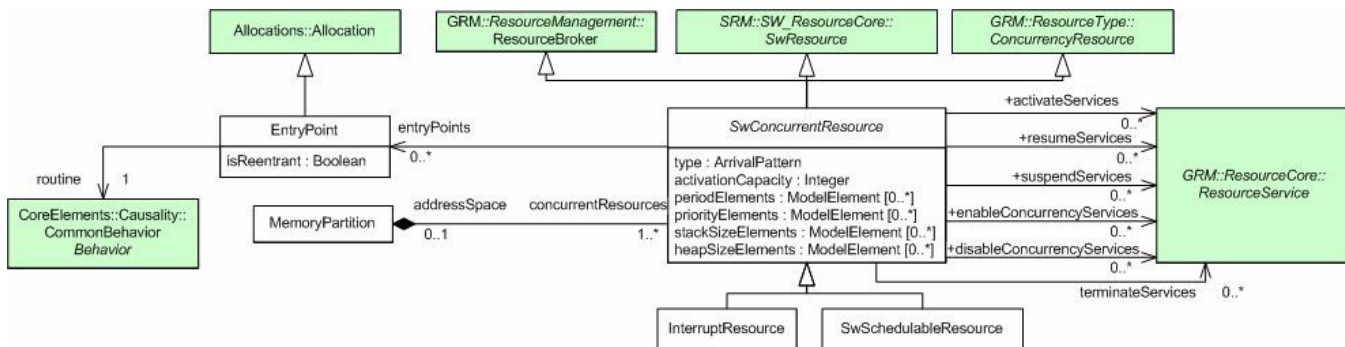 Allocations::Allocation
GRM::ResourceManagement::
ResourceBroker
SRM::SW_ResourceCore::
SwResource
GRM::ResourceType::
ConcurrencyResource
EntryPoint
isReentrant : Boolean
entryPoints
0..*
SwConcurrentResource
type : ArrivalPattern
activationCapacity : Integer
periodElements : ModelElement [0..*]
priorityElements : ModelElement [0..*]
stackSizeElements : ModelElement [0..*]
heapSizeElements : ModelElement [0..*]
+activateServices
0..*
+resumeServices
0..*
+suspendServices
0..*
+enableConcurrencyServices
0..*
+disableConcurrencyServices
0..*
terminateServices
0..*
GRM::ResourceCore::
ResourceService
routine
1
CoreElements::Causality::
CommonBehavior
Behavior
MemoryPartition
addressSpace
0..1
concurrentResources
1..*
InterruptResource
SwSchedulableResource